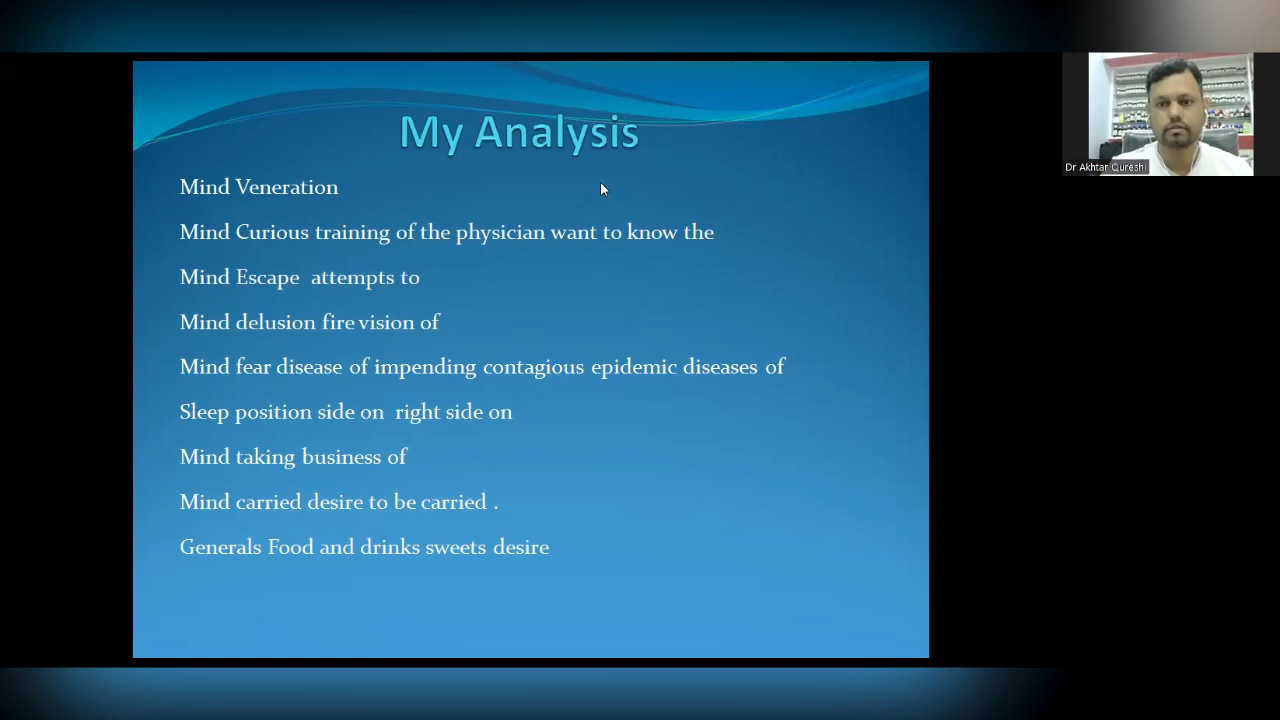 My Analysis
Mind Veneration
Mind Curious training of the physician want to know the
Mind Escape attempts to
Mind delusion fire vision of
Mind fear disease of impending contagious epidemic diseases of
Sleep position side on right side on
Mind taking business of
Mind carried desire to be carried .
Generals Food and drinks sweets desire
Dr Akhtar Qureshi